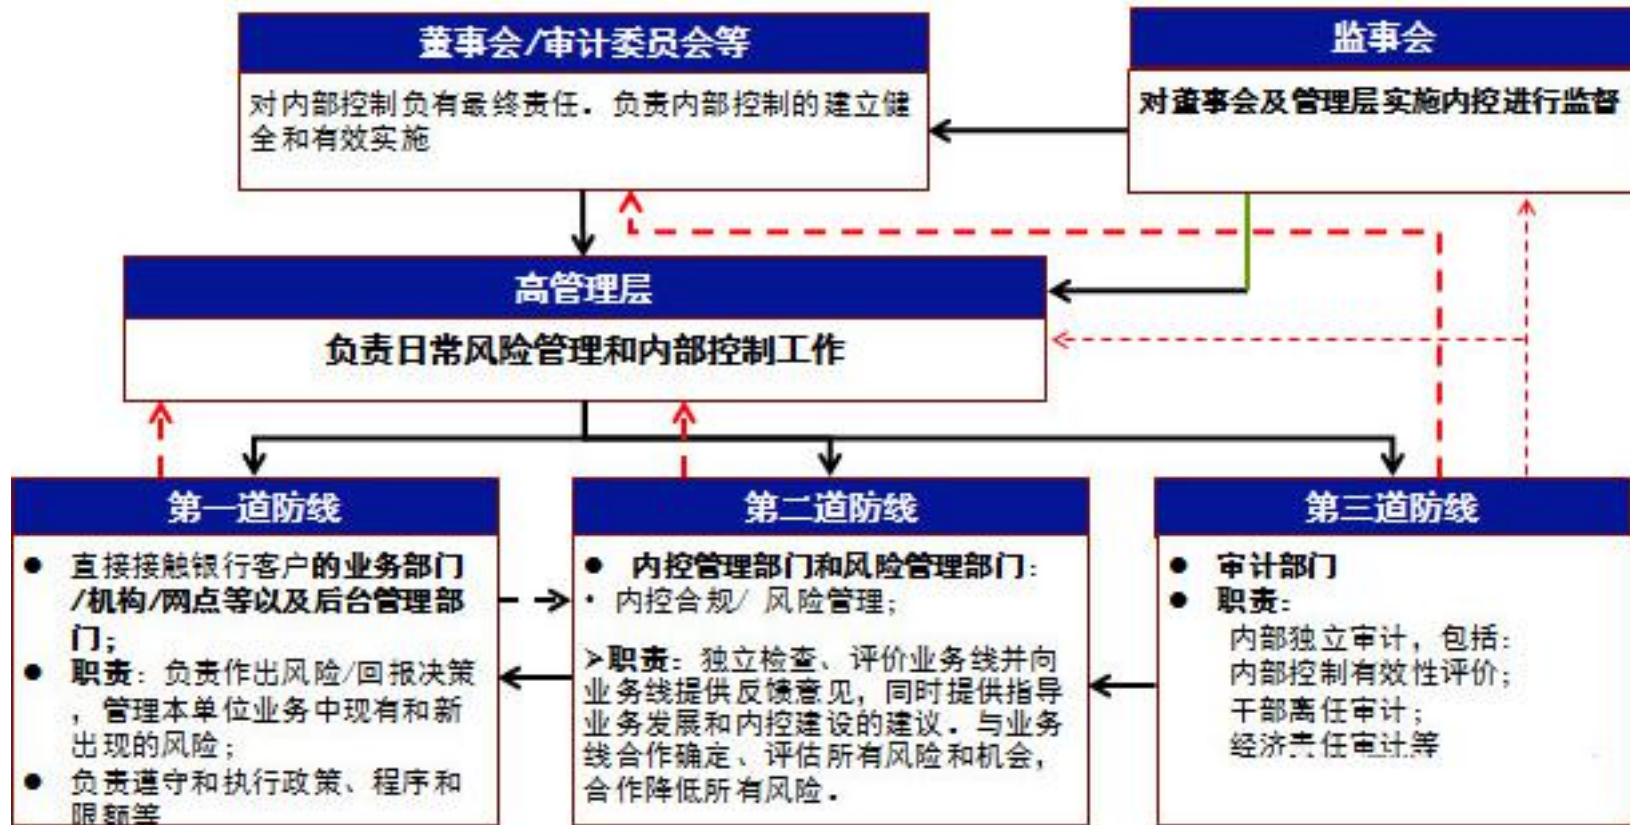 董事会/审计委员会等
对内部控制负有最终责任．负责内部控制的建立健
全和有效实施
监事会
对董事会及管理层实施内控进行监督
高管理层
负责日常风险管理和内部控制工作
第一道防线
● 直接接触银行客户的业务部门
/机构/网点等以及后台管理部
门；
● 职责：负责作出风险/回报决策
，管理本单位业务中现有和新
出现的风险；
● 负责遵守和执行政策、程序和
限额等
第二道防线
● 内控管理部门和风险管理部门：
• 内控合规/ 风险管理；
➢职责：独立检查、评价业务线并向
业务线提供反馈意见，同时提供指导
业务发展和内控建设的建议．与业务
线合作确定、评估所有风险和机会，
合作降低所有风险．
第三道防线
● 审计部门
● 职责：
内部独立审计，包括：
内部控制有效性评价；
干部离任审计；
经济责任审计等